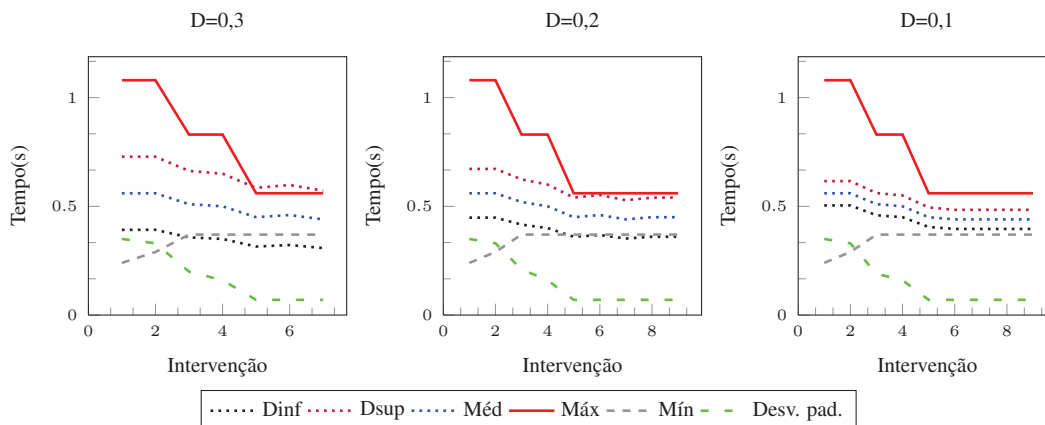 D=0,3
D=0,2
D=0,1
Tempo(s)
1
0.5
0
0 2 4 6
Intervenção
Tempo(s)
1
0.5
0
0 2 4 6 8
Intervenção
Tempo(s)
1
0.5
0
0 2 4 6 8
Intervenção
Dinf Dsup Méd Máx Mín Desv. pad.